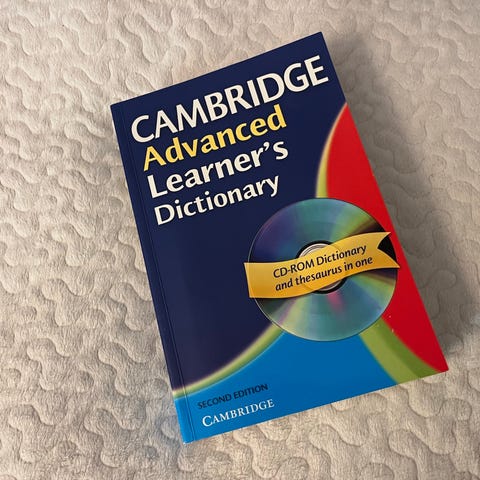 CAMBRIDGE
Advanced
Learner's
Dictionary
CD-ROM Dictionary
and thesaurus in one
SECOND EDITION
CAMBRIDGE